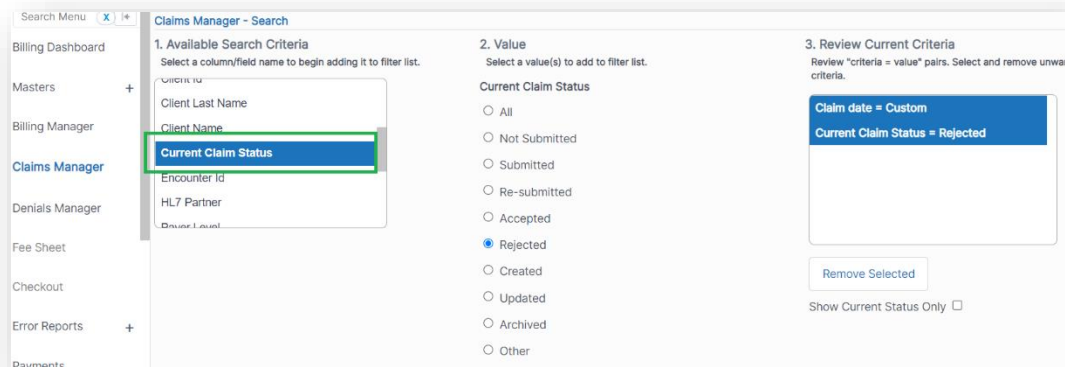 Search Menu X
Claims Manager - Search
Billing Dashboard
Masters +
Billing Manager
Claims Manager
Denials Manager
Fee Sheet
Checkout
Error Reports +
Payments
1. Available Search Criteria
Select a column/field name to begin adding it to filter list.
Client Id
Client Last Name
Client Name
Current Claim Status
Encounter Id
HL7 Partner
Payer Level
2. Value
Select a value(s) to add to filter list.
Current Claim Status
All
Not Submitted
Submitted
Re-submitted
Accepted
Rejected
Created
Updated
Archived
Other
3. Review Current Criteria
Review "criteria = value" pairs. Select and remove
criteria.
Claim date = Custom
Current Claim Status = Rejected
Remove Selected
Show Current Status Only